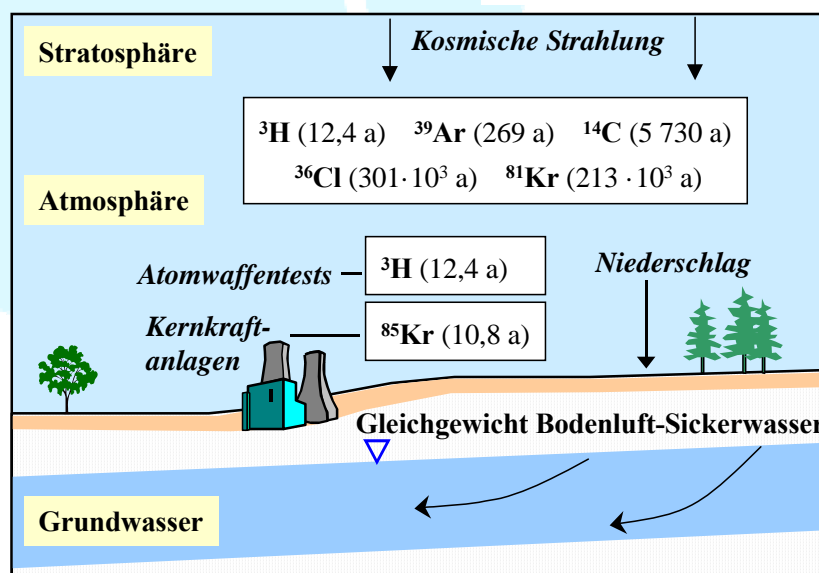 Stratosphäre
Kosmische Strahlung
³H (12,4 a) ³⁹Ar (269 a) ¹⁴C (5 730 a)
³⁶Cl (301·10³ a) ⁸¹Kr (213 ·10³ a)
Atmosphäre
Atomwaffentests
³H (12,4 a)
Niederschlag
Kernkraft-
anlagen
⁸⁵Kr (10,8 a)
Gleichgewicht Bodenluft-Sickerwasser
Grundwasser